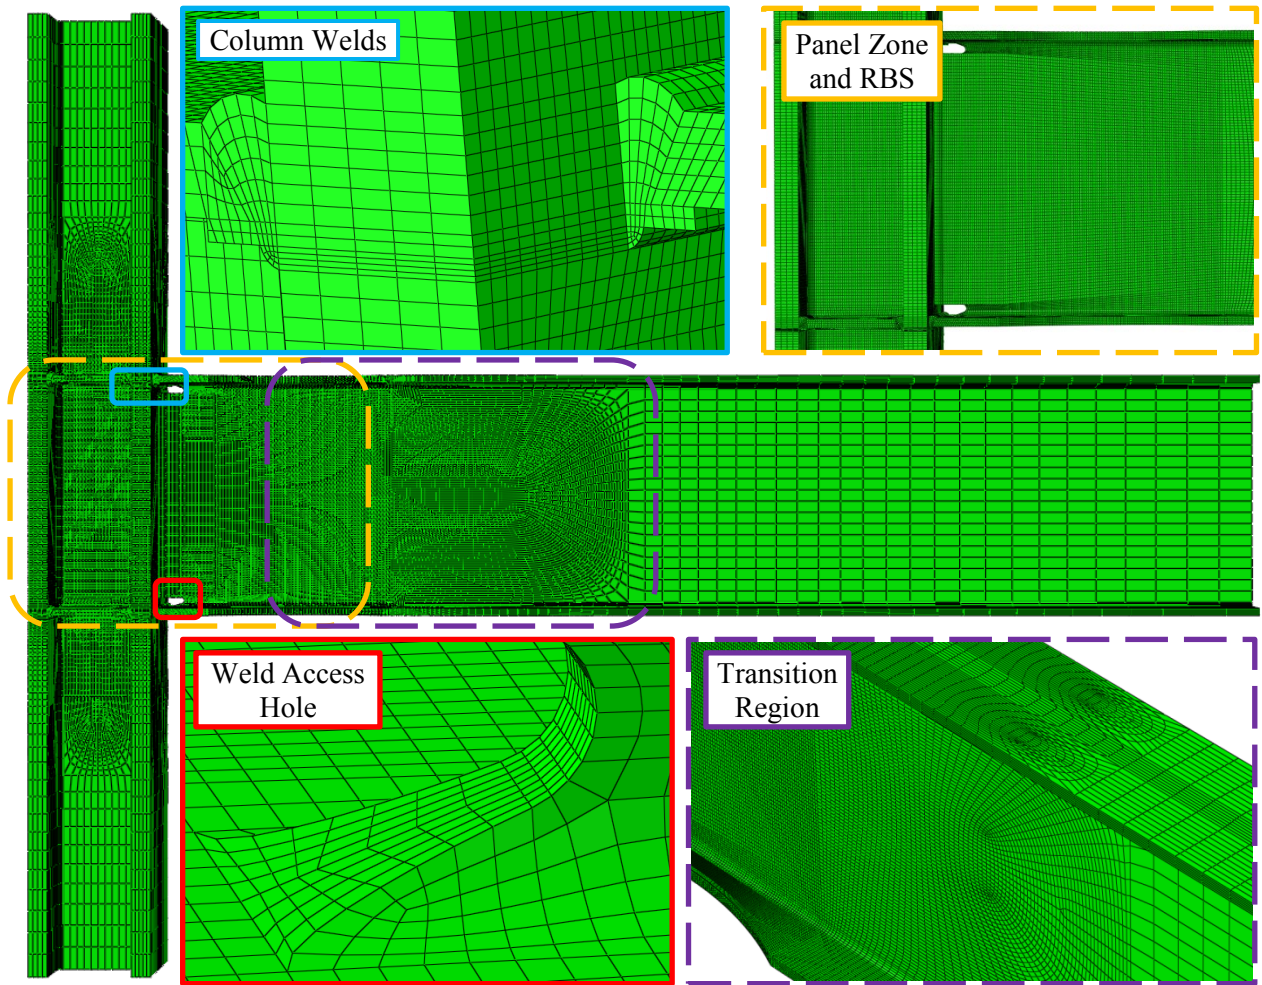 Column Welds
Panel Zone
and RBS
Weld Access
Hole
Transition
Region